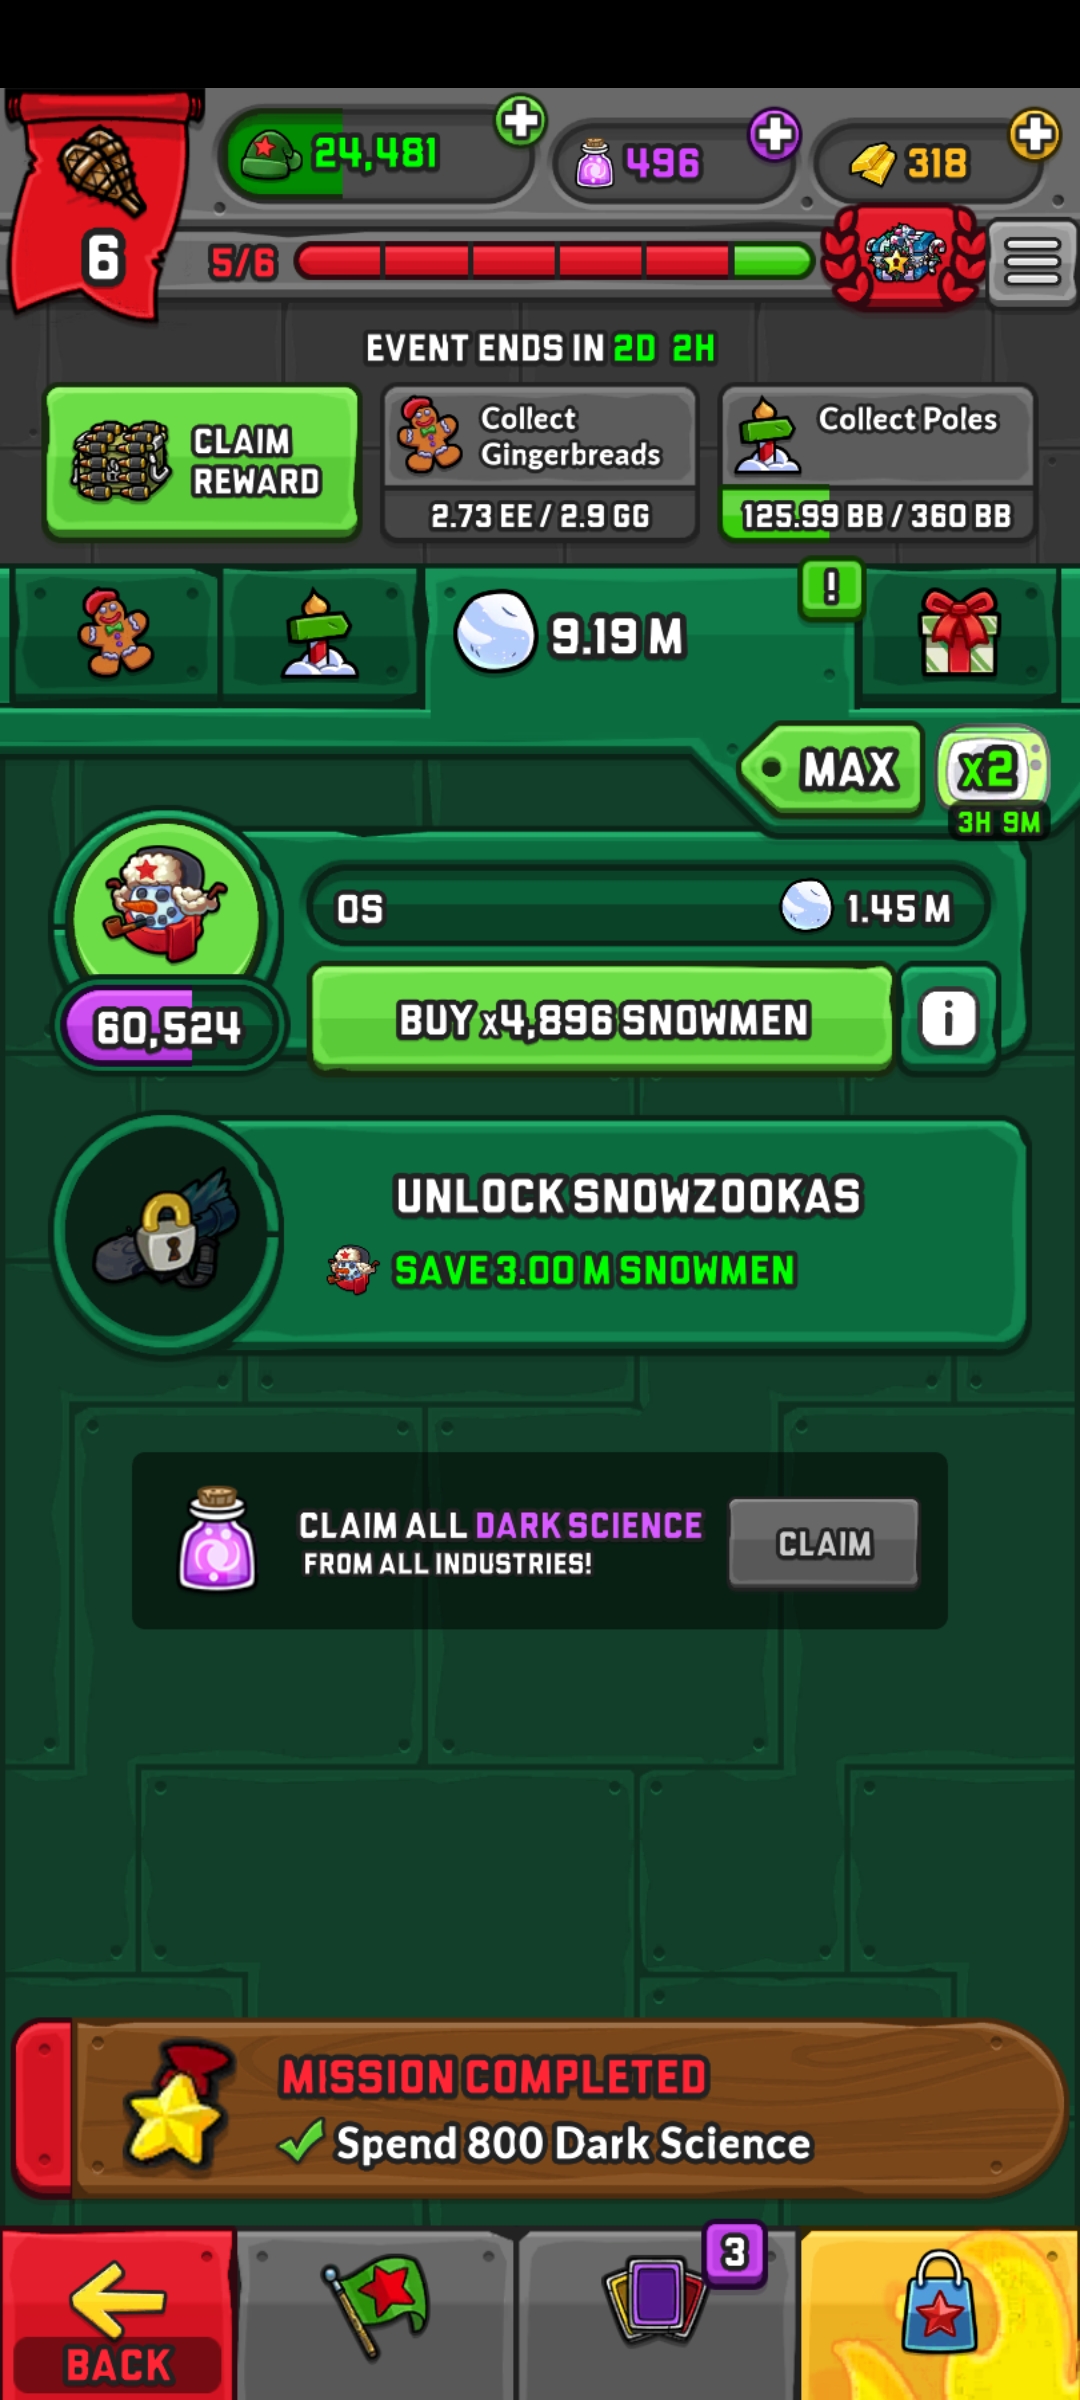 24,481
496
318
6
5/6
EVENT ENDS IN 2D 2H
CLAIM
REWARD
Collect
Gingerbreads
2.73 EE / 2.9 GG
Collect Poles
125.99 BB / 360 BB
9.19 M
!
MAX
x2
3H 9M
0S
1.45 M
60,524
BUY x4,896 SNOWMEN
i
UNLOCK SNOWZOOKAS
SAVE 3.00 M SNOWMEN
CLAIM ALL DARK SCIENCE
FROM ALL INDUSTRIES!
CLAIM
MISSION COMPLETED
Spend 800 Dark Science
3
BACK